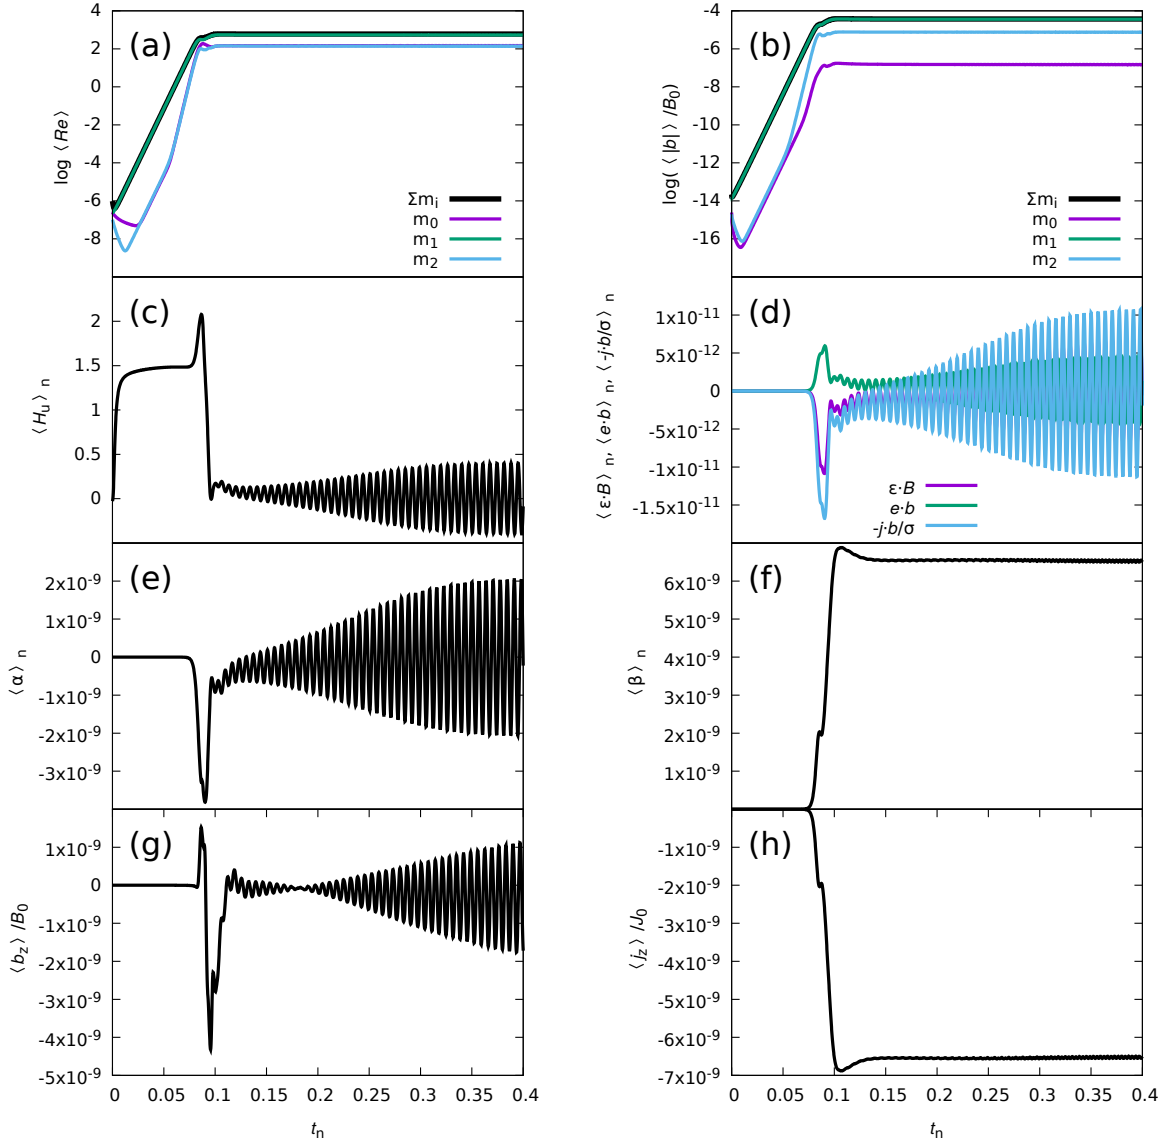 (a)
log ⟨Re⟩
4
2
0
-2
-4
-6
-8
Σmᵢ
m₀
m₁
m₂
(b)
log(⟨|b|⟩/B₀)
-4
-6
-8
-10
-12
-14
-16
Σmᵢ
m₀
m₁
m₂
(c)
⟨Hᵤ⟩ₙ
2
1.5
1
0.5
0
(d)
⟨ε·B⟩ₙ, ⟨e·b⟩ₙ, ⟨-j·b/σ⟩ₙ
1x10⁻¹¹
5x10⁻¹²
0
-5x10⁻¹²
-1x10⁻¹¹
-1.5x10⁻¹¹
ε·B
e·b
-j·b/σ
(e)
⟨α⟩ₙ
2x10⁻⁹
1x10⁻⁹
0
-1x10⁻⁹
-2x10⁻⁹
-3x10⁻⁹
(f)
⟨β⟩ₙ
6x10⁻⁹
5x10⁻⁹
4x10⁻⁹
3x10⁻⁹
2x10⁻⁹
1x10⁻⁹
(g)
⟨b_z⟩/B₀
1x10⁻⁹
0
-1x10⁻⁹
-2x10⁻⁹
-3x10⁻⁹
-4x10⁻⁹
-5x10⁻⁹
0 0.05 0.1 0.15 0.2 0.25 0.3 0.35 0.4
tₙ
(h)
⟨j_z⟩/J₀
-1x10⁻⁹
-2x10⁻⁹
-3x10⁻⁹
-4x10⁻⁹
-5x10⁻⁹
-6x10⁻⁹
-7x10⁻⁹
0 0.05 0.1 0.15 0.2 0.25 0.3 0.35 0.4
tₙ